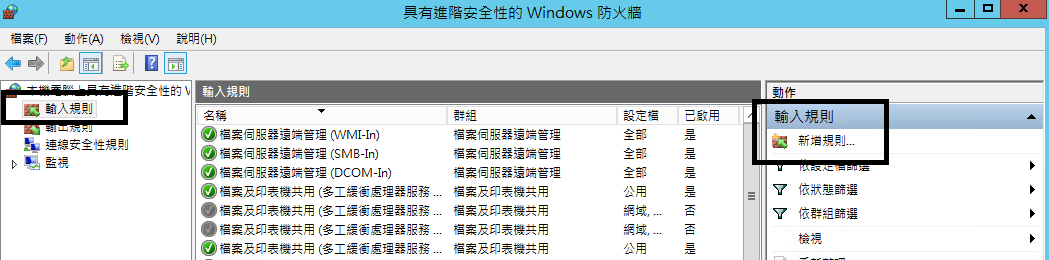 具有進階安全性的 Windows 防火牆
檔案(F) 動作(A) 檢視(V) 說明(H)
本機電腦上具有進階安全性的 W
輸入規則
輸出規則
連線安全性規則
監視
輸入規則
名稱 群組 設定檔 已啟用
檔案伺服器遠端管理 (WMI-In) 檔案伺服器遠端管理 全部 是
檔案伺服器遠端管理 (SMB-In) 檔案伺服器遠端管理 全部 是
檔案伺服器遠端管理 (DCOM-In) 檔案伺服器遠端管理 全部 是
檔案及印表機共用 (多工緩衝處理器服務 ... 檔案及印表機共用 公用 是
檔案及印表機共用 (多工緩衝處理器服務 ... 檔案及印表機共用 網域, ... 否
檔案及印表機共用 (多工緩衝處理器服務 ... 檔案及印表機共用 網域, ... 否
檔案及印表機共用 (多工緩衝處理器服務 ... 檔案及印表機共用 公用 是
動作
輸入規則
新增規則...
依設定檔篩選
依狀態篩選
依群組篩選
檢視
重新整理